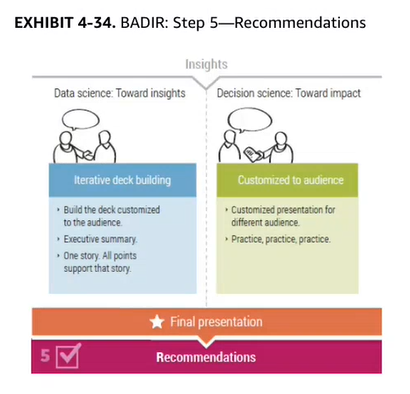 EXHIBIT 4-34. BADIR: Step 5—Recommendations
Insights
Data science: Toward insights
Decision science: Toward impact
Iterative deck building
• Build the deck customized
to the audience.
• Executive summary.
• One story. All points
support that story.
Customized to audience
• Customized presentation for
different audience.
• Practice, practice, practice.
Final presentation
5
Recommendations